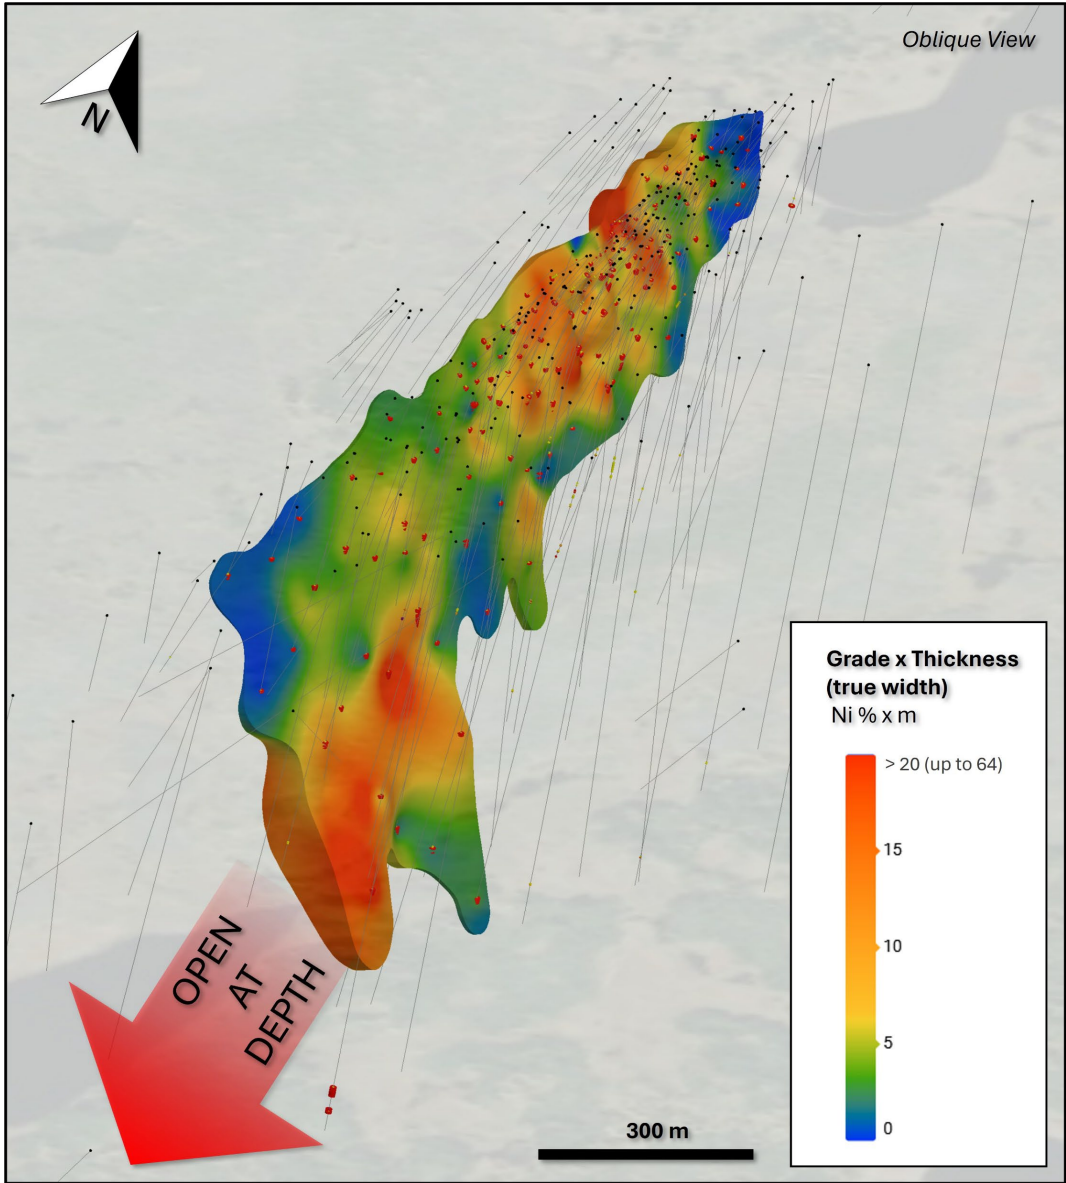 Oblique View
N
Grade x Thickness
(true width)
Ni % x m
> 20 (up to 64)
15
10
5
0
OPEN
AT
DEPTH
300 m